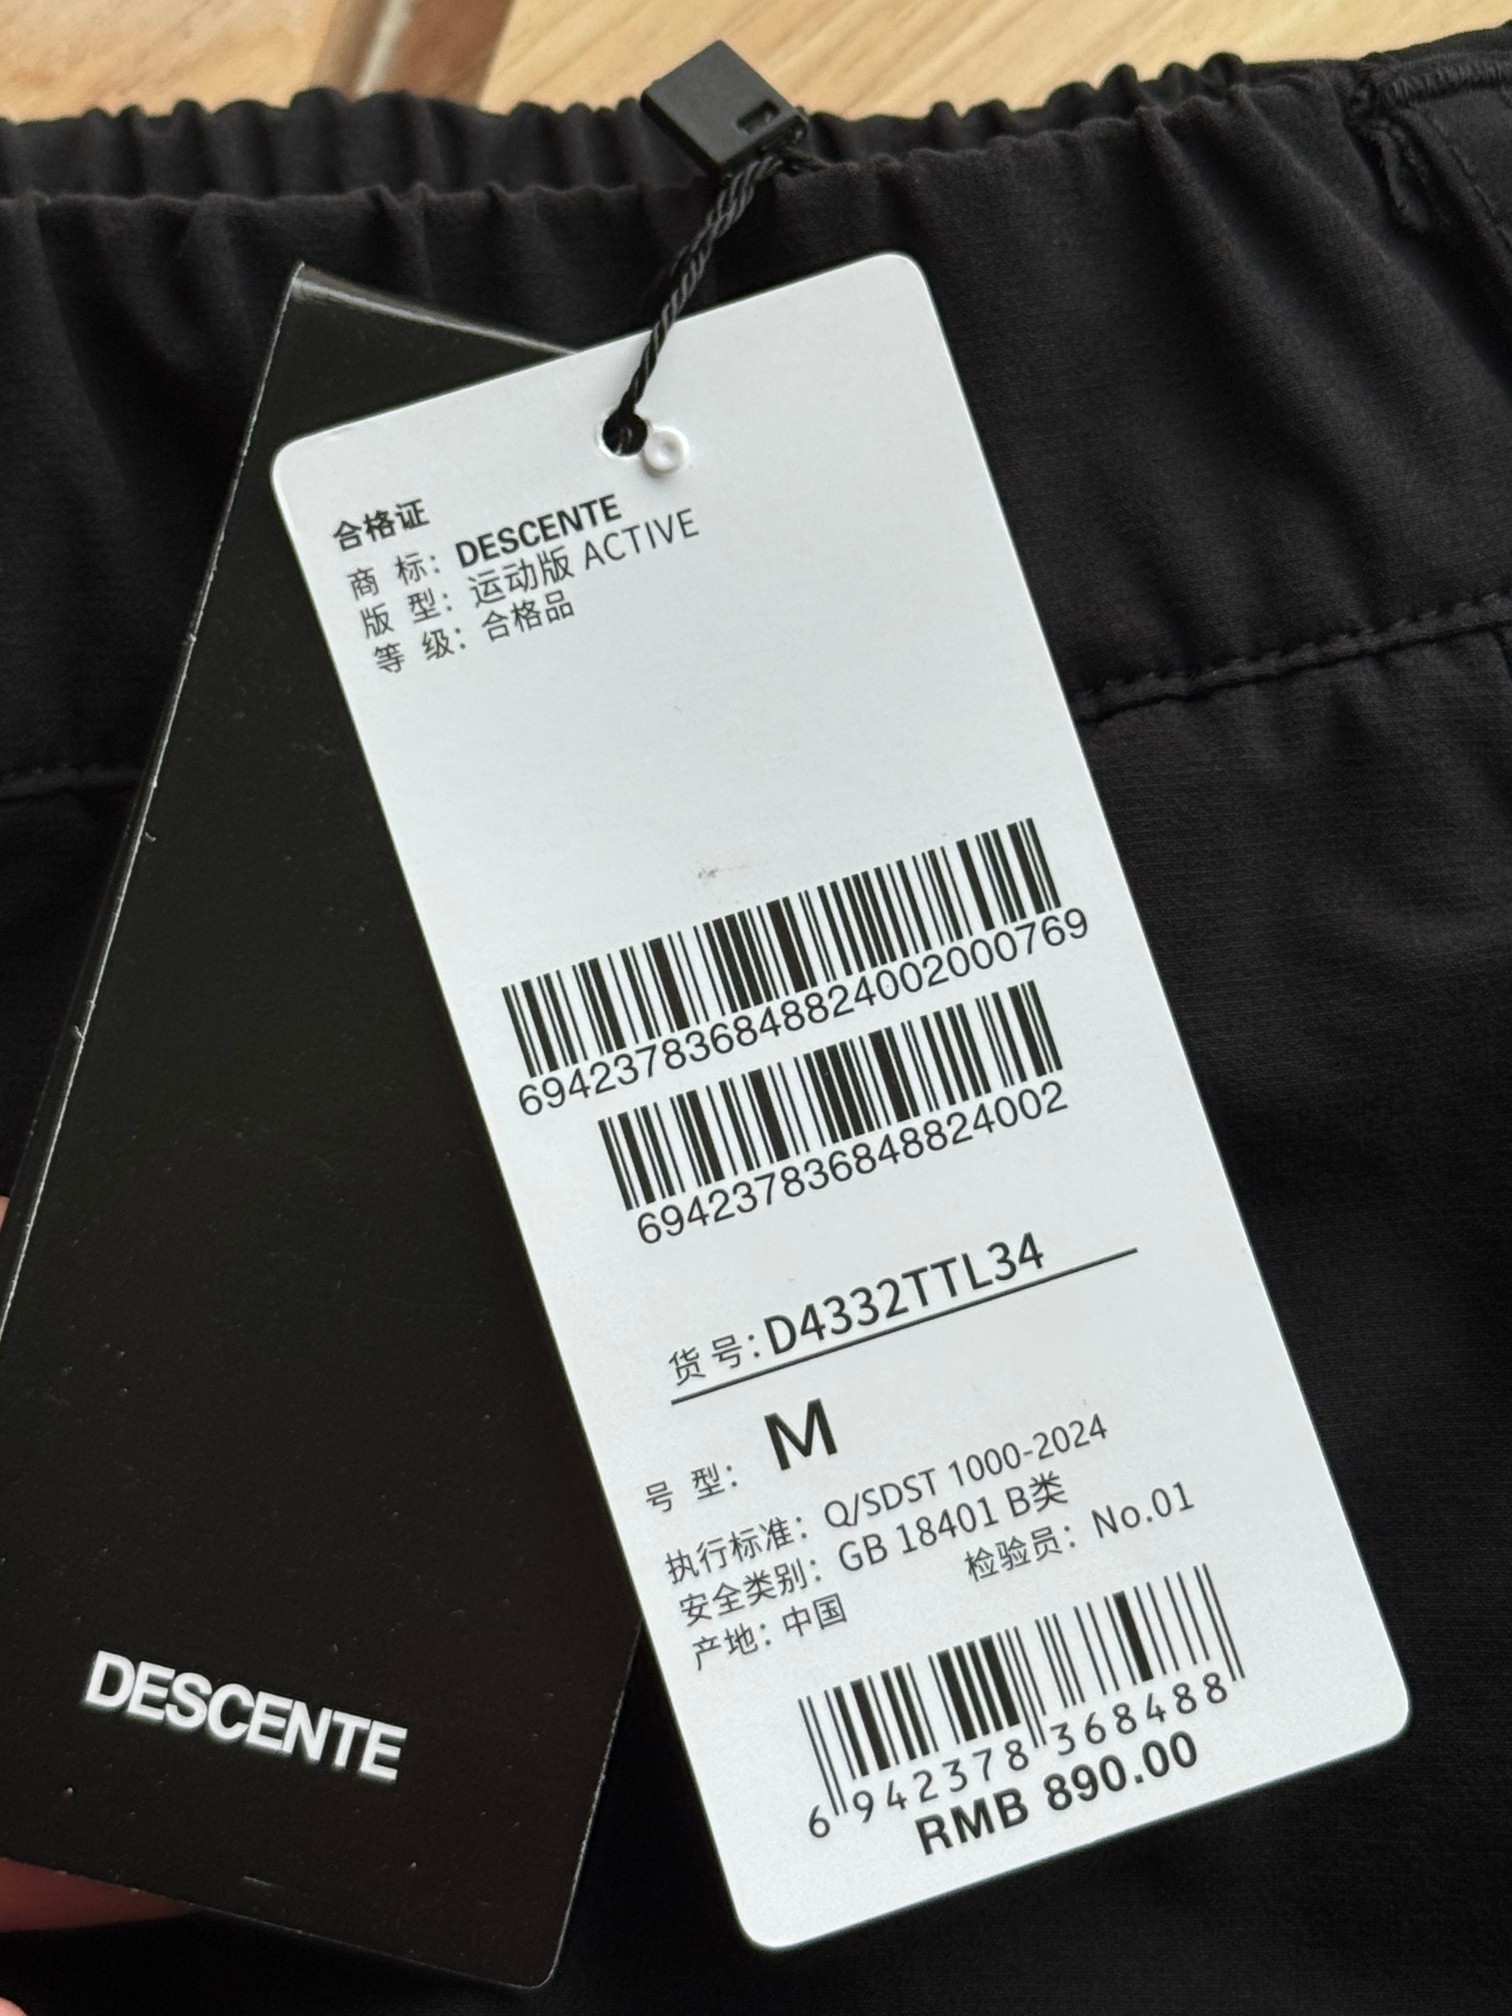 合格证
商 标：DESCENTE
版 型：运动版 ACTIVE
等 级：合格品
694237836848824002000769
694237836848824002
货 号：D4332TTL34
号 型： M
执行标准：Q/SDST 1000-2024
安全类别：GB 18401 B类
产地：中国 检验员：No.01
6 942378 368488
RMB 890.00
DESCENTE